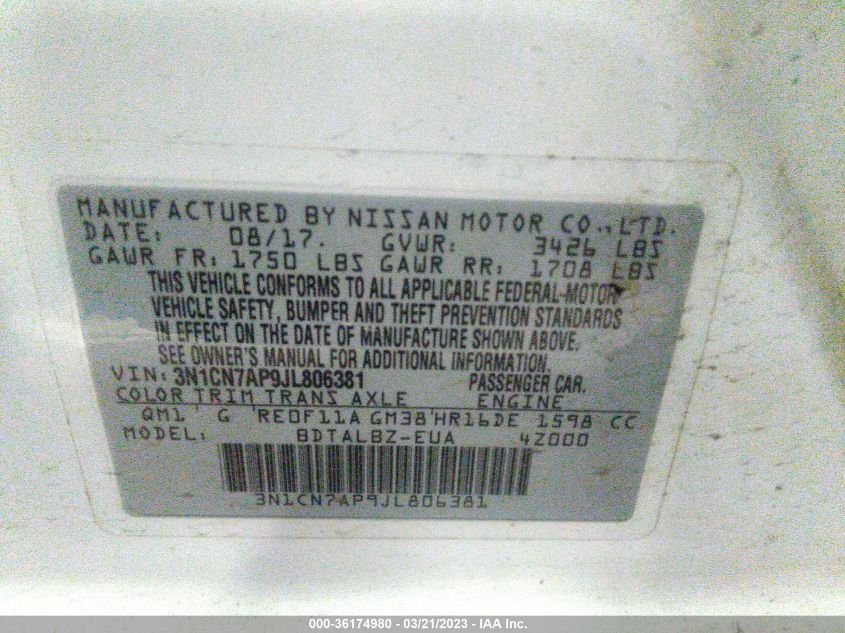 MANUFACTURED BY NISSAN MOTOR CO., LTD.
DATE: 08/17. GVWR: 3426 LBS
GAWR FR: 1750 LBS GAWR RR: 1708 LBS
THIS VEHICLE CONFORMS TO ALL APPLICABLE FEDERAL-MOTOR
VEHICLE SAFETY, BUMPER AND THEFT PREVENTION STANDARDS
IN EFFECT ON THE DATE OF MANUFACTURE SHOWN ABOVE.
SEE OWNER'S MANUAL FOR ADDITIONAL INFORMATION.
VIN: 3N1CN7AP9JL806381 PASSENGER CAR.
COLOR TRIM TRANS AXLE ENGINE
QM1 G RE0F11A GM38 HR16DE 1598 CC
MODEL: BDTALBZ-EUA 4Z000
3N1CN7AP9JL806381
000-36174980 - 03/21/2023 - IAA Inc.